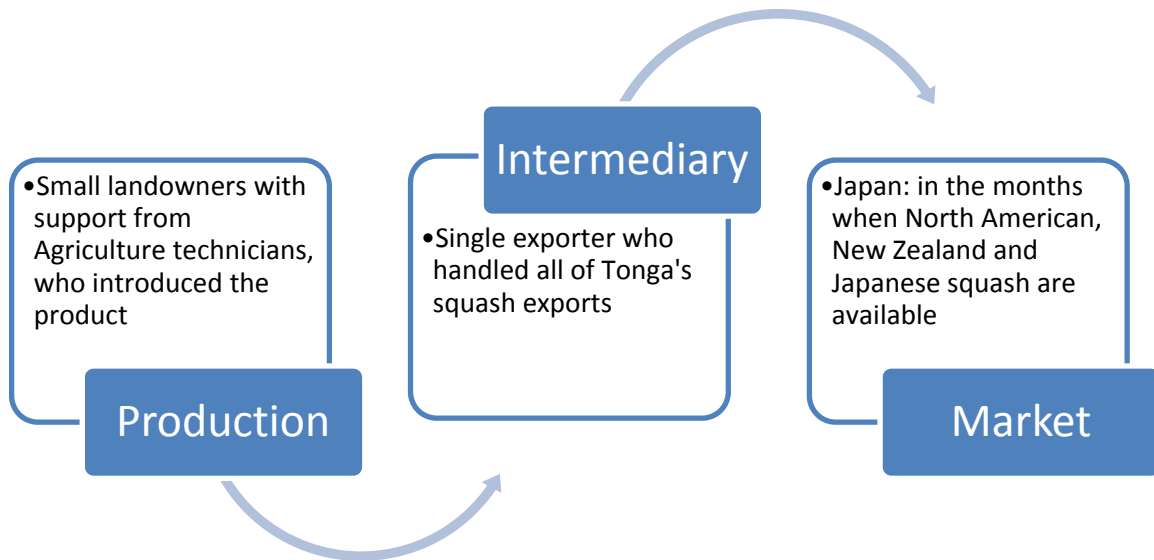 •Small landowners with
support from
Agriculture technicians,
who introduced the
product
Production
Intermediary
•Single exporter who
handled all of Tonga's
squash exports
•Japan: in the months
when North American,
New Zealand and
Japanese squash are
available
Market